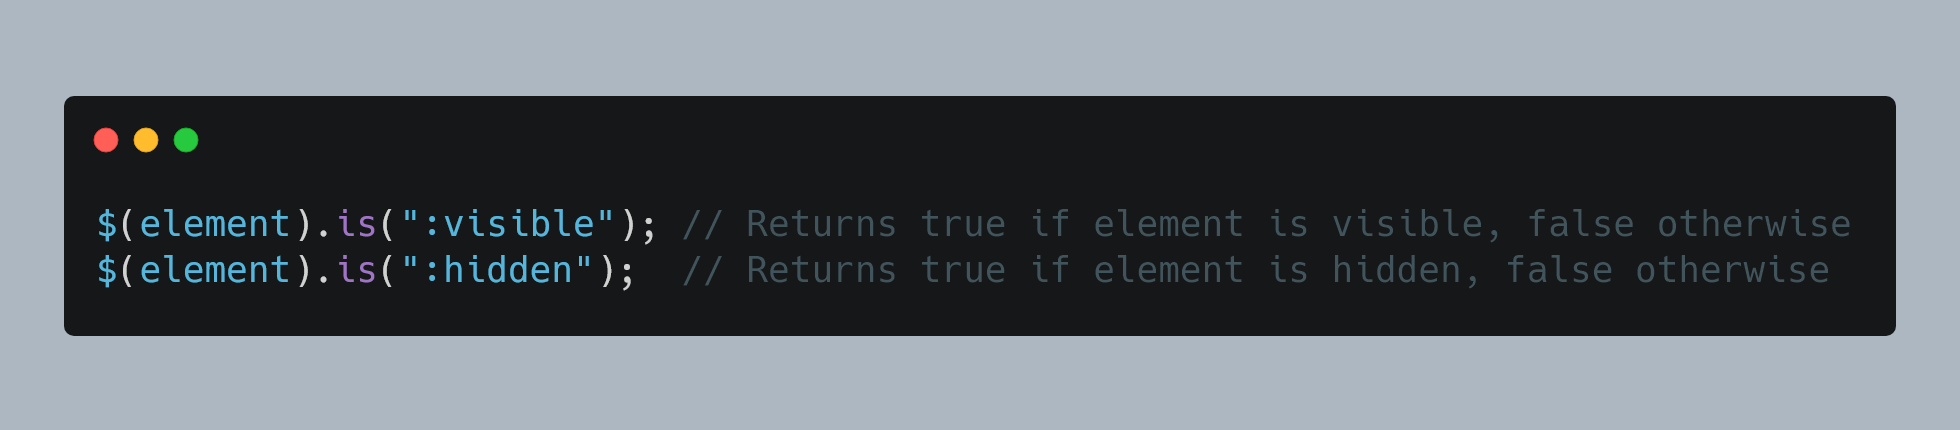 $(element).is(":visible"); // Returns true if element is visible, false otherwise
$(element).is(":hidden");  // Returns true if element is hidden, false otherwise